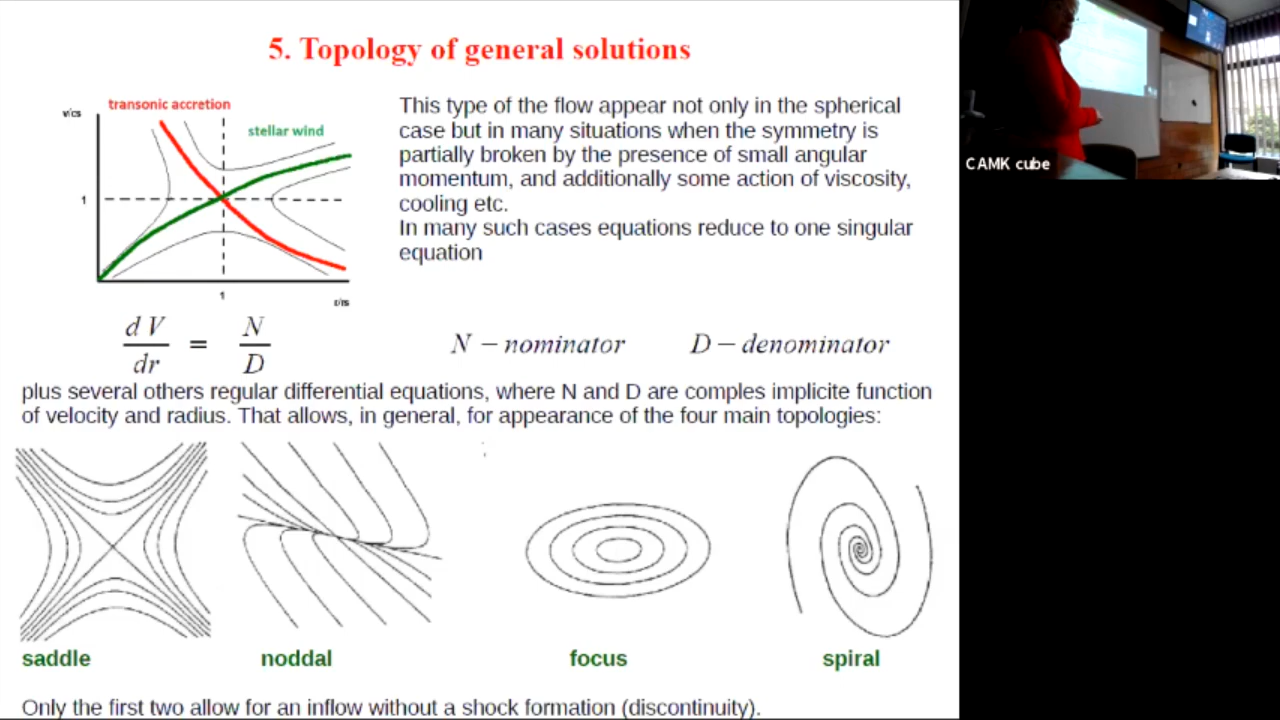 5. Topology of general solutions
transonic accretion
v/cs
stellar wind
1
1
r/rs
This type of the flow appear not only in the spherical
case but in many situations when the symmetry is
partially broken by the presence of small angular
momentum, and additionally some action of viscosity,
cooling etc.
In many such cases equations reduce to one singular
equation
dV/dr = N/D
N – nominator D – denominator
plus several others regular differential equations, where N and D are comples implicite function
of velocity and radius. That allows, in general, for appearance of the four main topologies:
saddle noddal focus spiral
Only the first two allow for an inflow without a shock formation (discontinuity).
CAMK cube